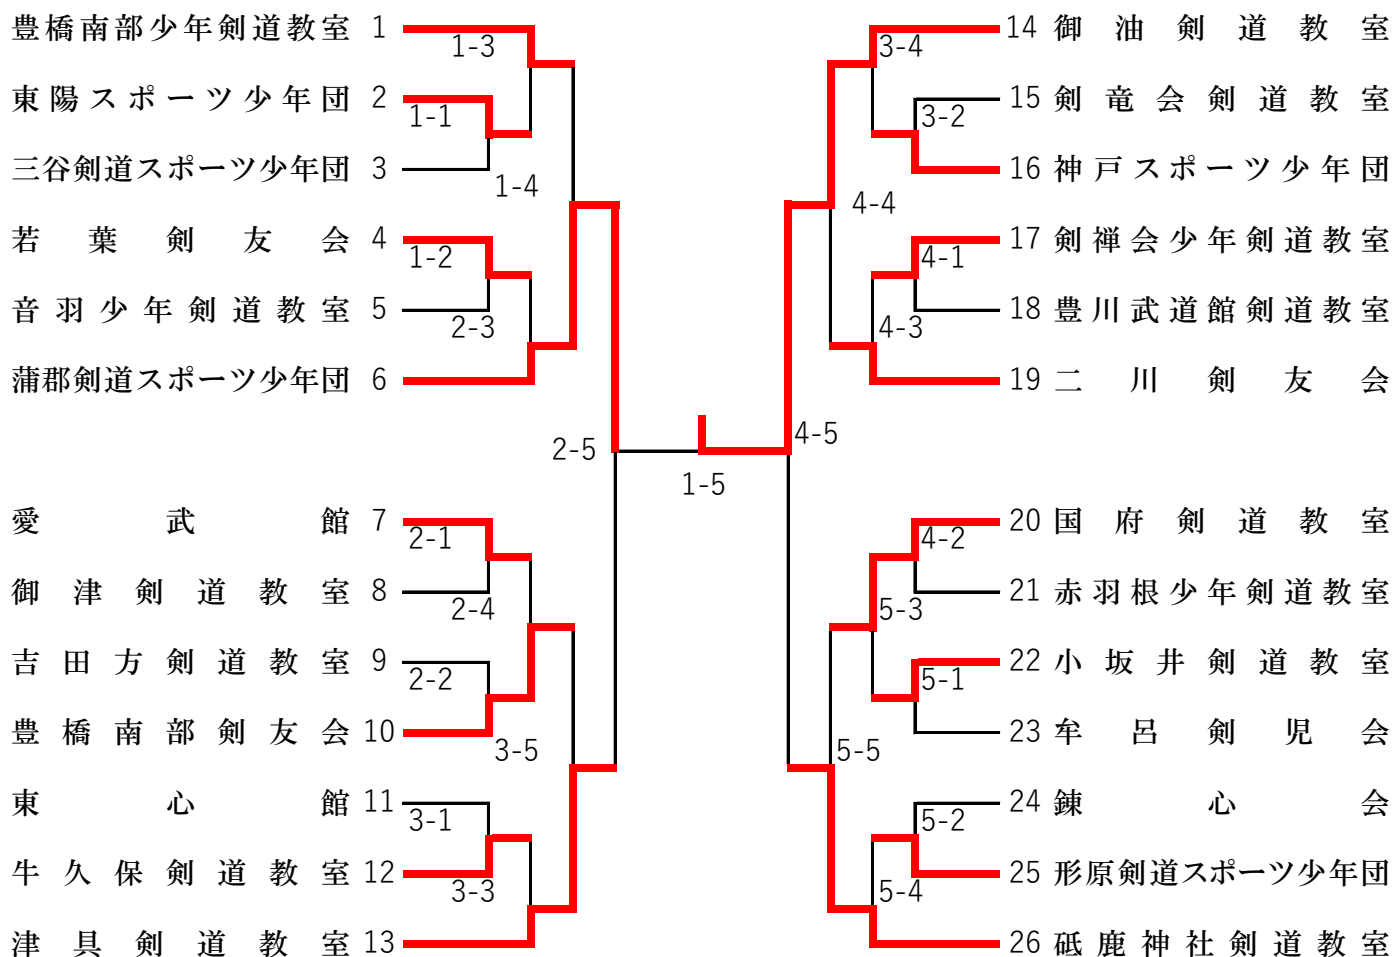 豊橋南部少年剣道教室 1
1-3
東陽スポーツ少年団 2
1-1
三谷剣道スポーツ少年団 3
1-4
若葉剣友会 4
1-2
音羽少年剣道教室 5
2-3
蒲郡剣道スポーツ少年団 6
2-5
愛武館 7
2-1
御津剣道教室 8
2-4
吉田方剣道教室 9
2-2
豊橋南部剣友会 10
3-5
東心館 11
3-1
牛久保剣道教室 12
3-3
津具剣道教室 13
1-5
14 御油剣道教室
3-4
15 剣竜会剣道教室
3-2
16 神戸スポーツ少年団
4-4
17 剣禅会少年剣道教室
4-1
18 豊川武道館剣道教室
4-3
19 二川剣友会
4-5
20 国府剣道教室
4-2
21 赤羽根少年剣道教室
5-3
22 小坂井剣道教室
5-1
23 牟呂剣児会
5-5
24 錬心会
5-2
25 形原剣道スポーツ少年団
5-4
26 砥鹿神社剣道教室